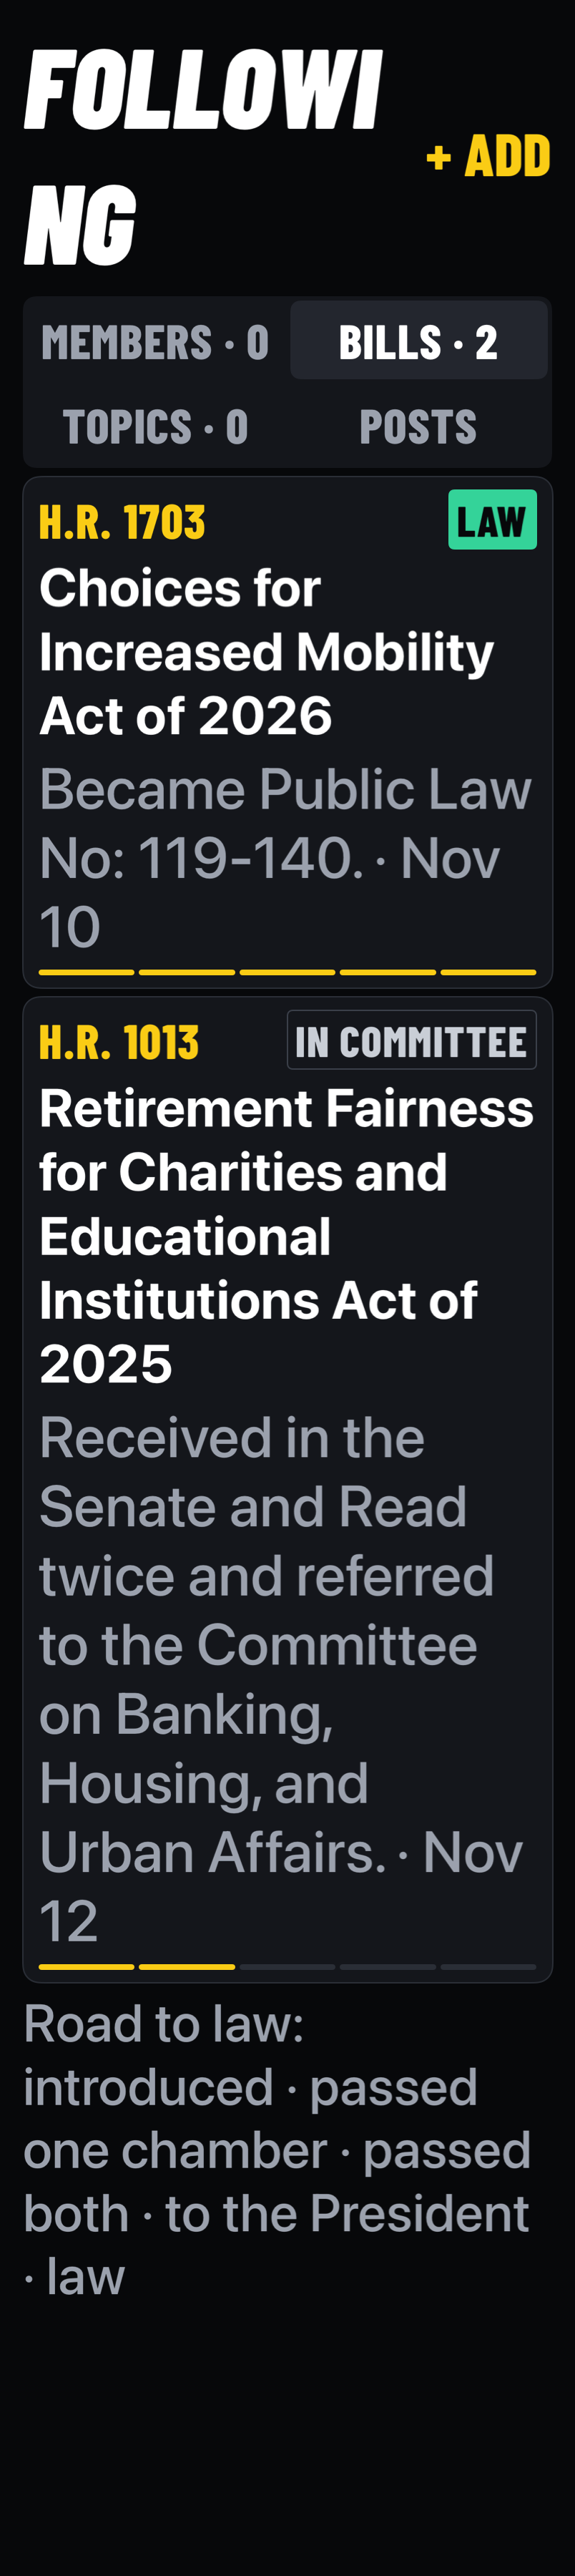 FOLLOWI
NG
+ ADD
MEMBERS · 0
BILLS · 2
TOPICS · 0
POSTS
H.R. 1703
LAW
Choices for
Increased Mobility
Act of 2026
Became Public Law
No: 119-140. · Nov
10
H.R. 1013
IN COMMITTEE
Retirement Fairness
for Charities and
Educational
Institutions Act of
2025
Received in the
Senate and Read
twice and referred
to the Committee
on Banking,
Housing, and
Urban Affairs. · Nov
12
Road to law:
introduced · passed
one chamber · passed
both · to the President
· law